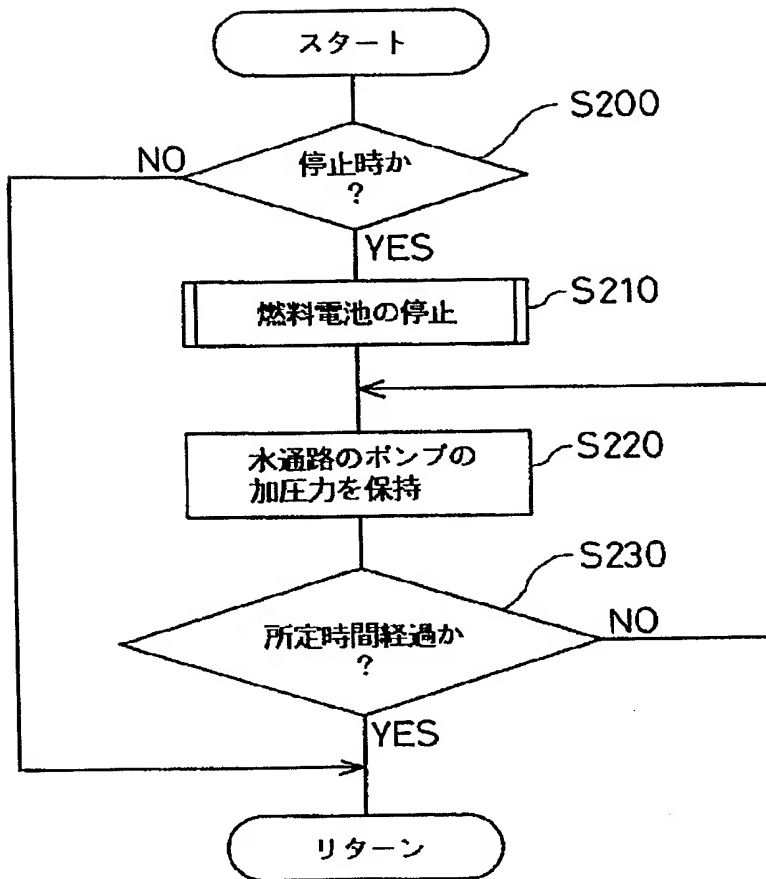 スタート
S200
NO
停止時か
?
YES
S210
燃料電池の停止
S220
水通路のポンプの
加圧力を保持
S230
所定時間経過か
?
NO
YES
リターン